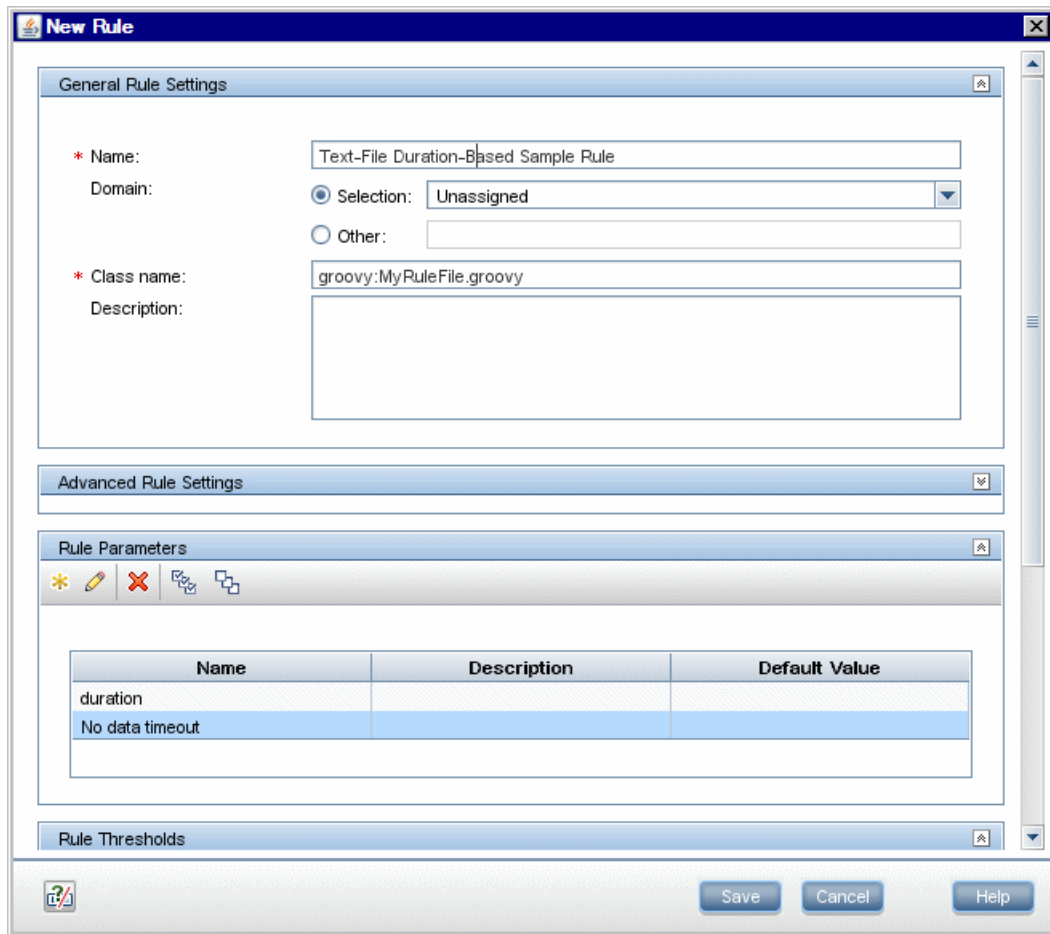 New Rule
General Rule Settings
* Name: Text-File Duration-Based Sample Rule
Domain: Selection: Unassigned
Other:
* Class name: groovy:MyRuleFile.groovy
Description:
Advanced Rule Settings
Rule Parameters
Name Description Default Value
duration
No data timeout
Rule Thresholds
Save Cancel Help